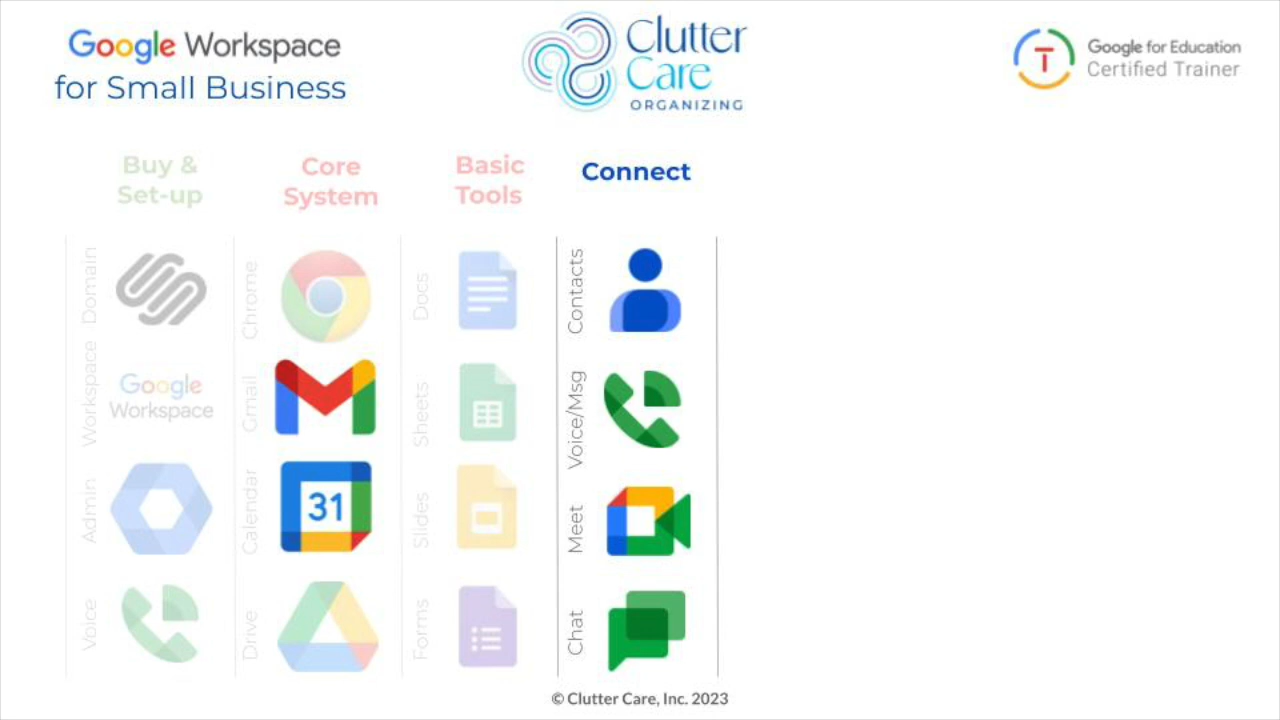 Google Workspace
for Small Business
Clutter
Care
ORGANIZING
T
Google for Education
Certified Trainer
Buy &
Set-up
Core
System
Basic
Tools
Connect
Domain
Workspace
Google
Workspace
Admin
Voice
Chrome
Gmail
Calendar
31
Drive
Docs
Sheets
Slides
Forms
Contacts
Voice/Msg
Meet
Chat
© Clutter Care, Inc. 2023